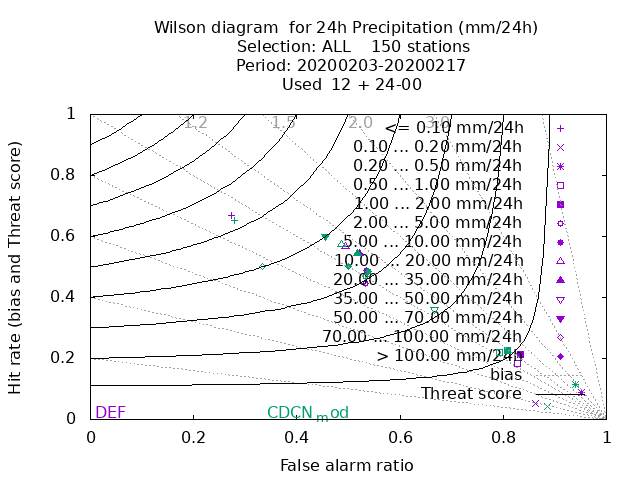 Wilson diagram  for 24h Precipitation (mm/24h)
Selection: ALL    150 stations
Period: 20200203-20200217
Used  12 + 24-00
Hit rate (bias and Threat score)
1
0.8
0.6
0.4
0.2
0
1.2
1.5
2.0
3.0
<= 0.10 mm/24h
0.10 ... 0.20 mm/24h
0.20 ... 0.50 mm/24h
0.50 ... 1.00 mm/24h
1.00 ... 2.00 mm/24h
2.00 ... 5.00 mm/24h
5.00 ... 10.00 mm/24h
10.00 ... 20.00 mm/24h
20.00 ... 35.00 mm/24h
35.00 ... 50.00 mm/24h
50.00 ... 70.00 mm/24h
70.00 ... 100.00 mm/24h
> 100.00 mm/24h
bias
Threat score
DEF
CDCN_mod
0
0.2
0.4
0.6
0.8
1
False alarm ratio